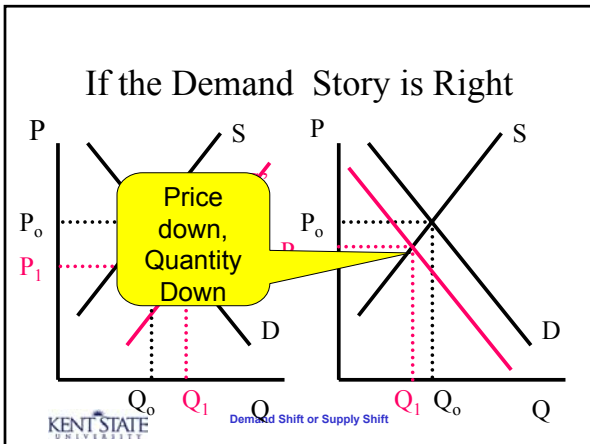 If the Demand Story is Right
P
S
P
S
Price
down,
Quantity
Down
Po
P1
Po
P
D
D
Qo
Q1
Q
Q1
Qo
Q
KENT STATE
UNIVERSITY
Demand Shift or Supply Shift